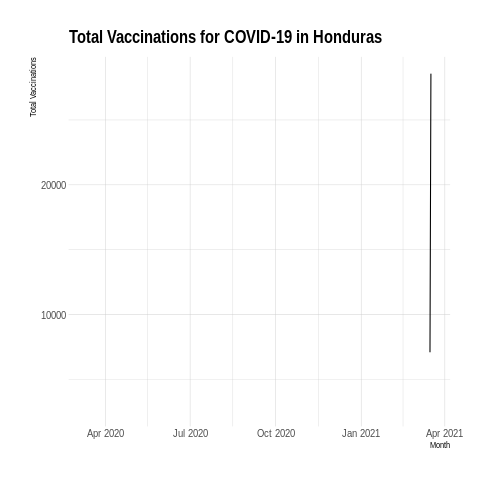 Total Vaccinations for COVID-19 in Honduras
Total Vaccinations
20000
10000
Apr 2020 Jul 2020 Oct 2020 Jan 2021 Apr 2021
Month